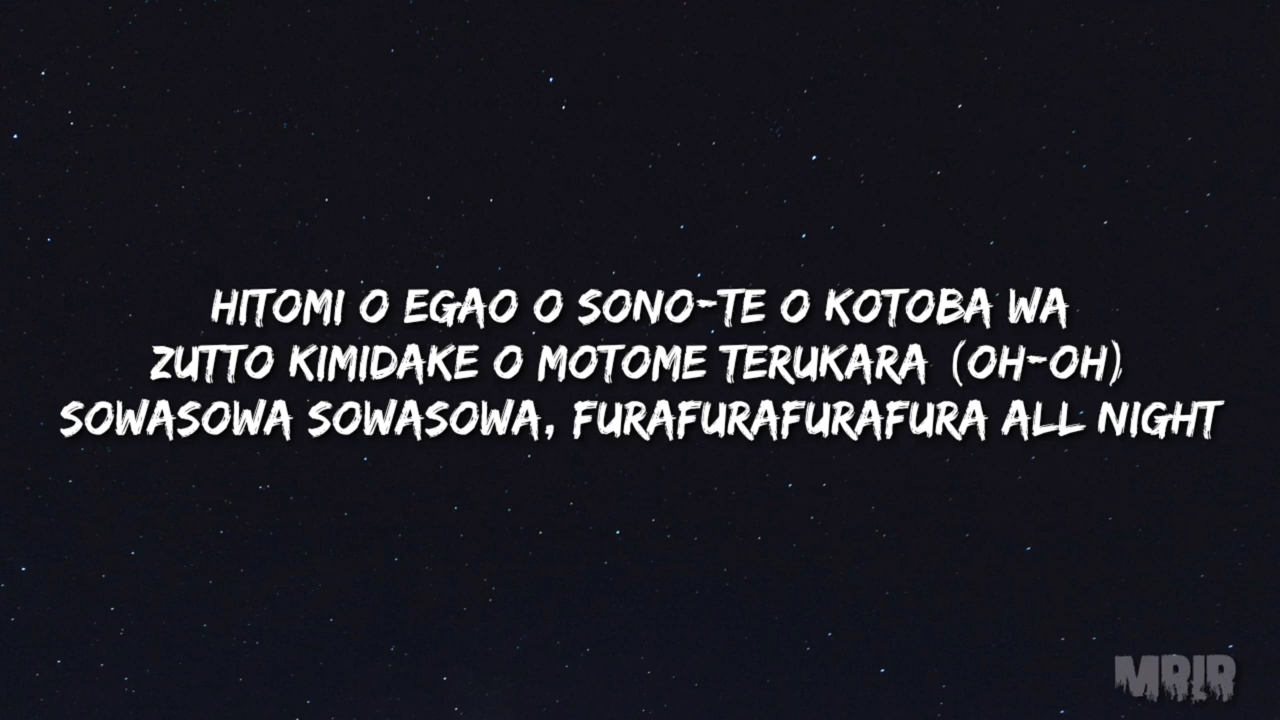 HITOMI O EGAO O SONO-TE O KOTOBA WA
ZUTTO KIMIDAKE O MOTOME TERUKARA (OH-OH)
SOWASOWA SOWASOWA, FURAFURAFURAFURA ALL NIGHT
MRLR